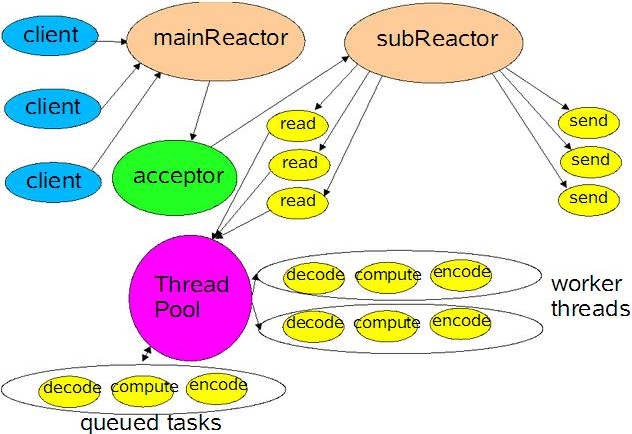 client
mainReactor
subReactor
client
read
send
read
send
client
acceptor
read
send
Thread
Pool
decode compute encode
worker
threads
decode compute encode
decode compute encode
queued tasks